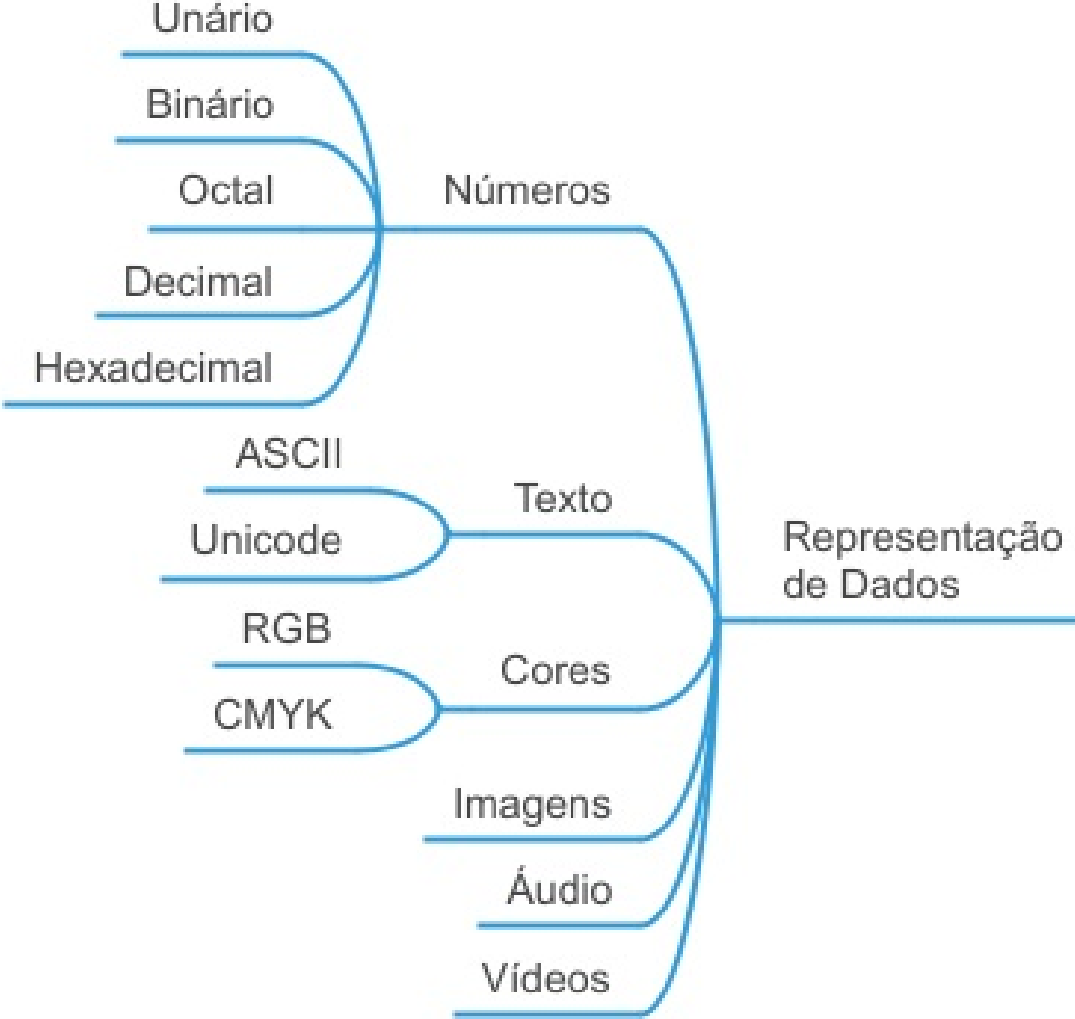 Unário
Binário
Octal
Números
Decimal
Hexadecimal
ASCII
Texto
Unicode
Representação
de Dados
RGB
Cores
CMYK
Imagens
Áudio
Vídeos